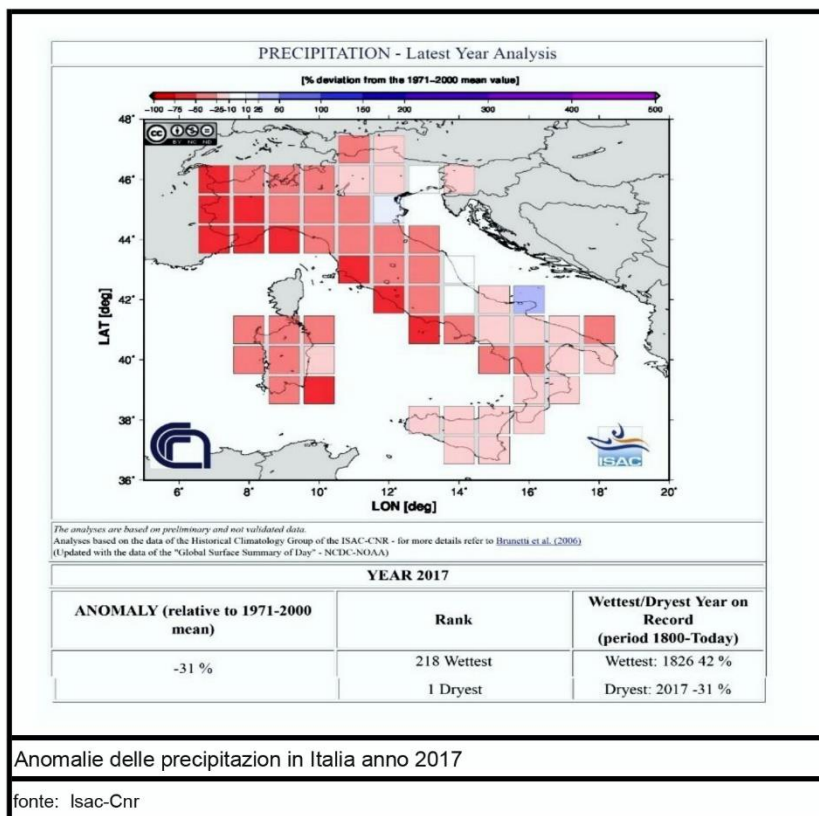 PRECIPITATION - Latest Year Analysis
[% deviation from the 1971-2000 mean value]
-100 -75 -50 -25 -10 10 25 50 100 150 200 300 400 500
cc
BY NC ND
48°
46°
44°
42°
40°
38°
36°
LAT [deg]
ISAC
6° 8° 10° 12° 14° 16° 18° 20°
LON [deg]
The analyses are based on preliminary and not validated data.
Analyses based on the data of the Historical Climatology Group of the ISAC-CNR - for more details refer to Brunetti et al. (2006)
(Updated with the data of the "Global Surface Summary of Day" - NCDC-NOAA)
YEAR 2017
ANOMALY (relative to 1971-2000
mean)
Rank
Wettest/Dryest Year on
Record
(period 1800-Today)
-31 %
218 Wettest
Wettest: 1826 42 %
1 Dryest
Dryest: 2017 -31 %
Anomalie delle precipitazion in Italia anno 2017
fonte: Isac-Cnr